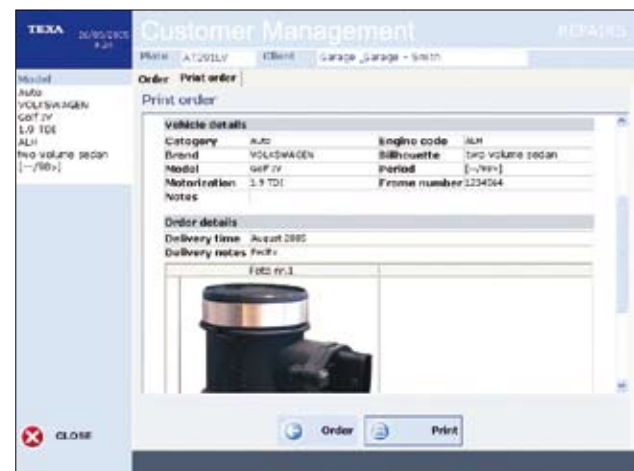 TEXA
Customer Management
REPAIRS
Plate AT291LV Client Garage _Garage - Smith
Model
Auto
VOLKSWAGEN
Golf IV
1.9 TDI
ALH
two volume sedan
[--/98>]
Order Print order
Print order
Vehicle details
Category Auto Engine code ALH
Brand VOLKSWAGEN Silhouette two volume sedan
Model Golf IV Period [--/98>]
Motorization 1.9 TDI Frame number 1234564
Notes
Order details
Delivery time August 2005
Delivery notes
Foto nr.1
CLOSE
Order
Print